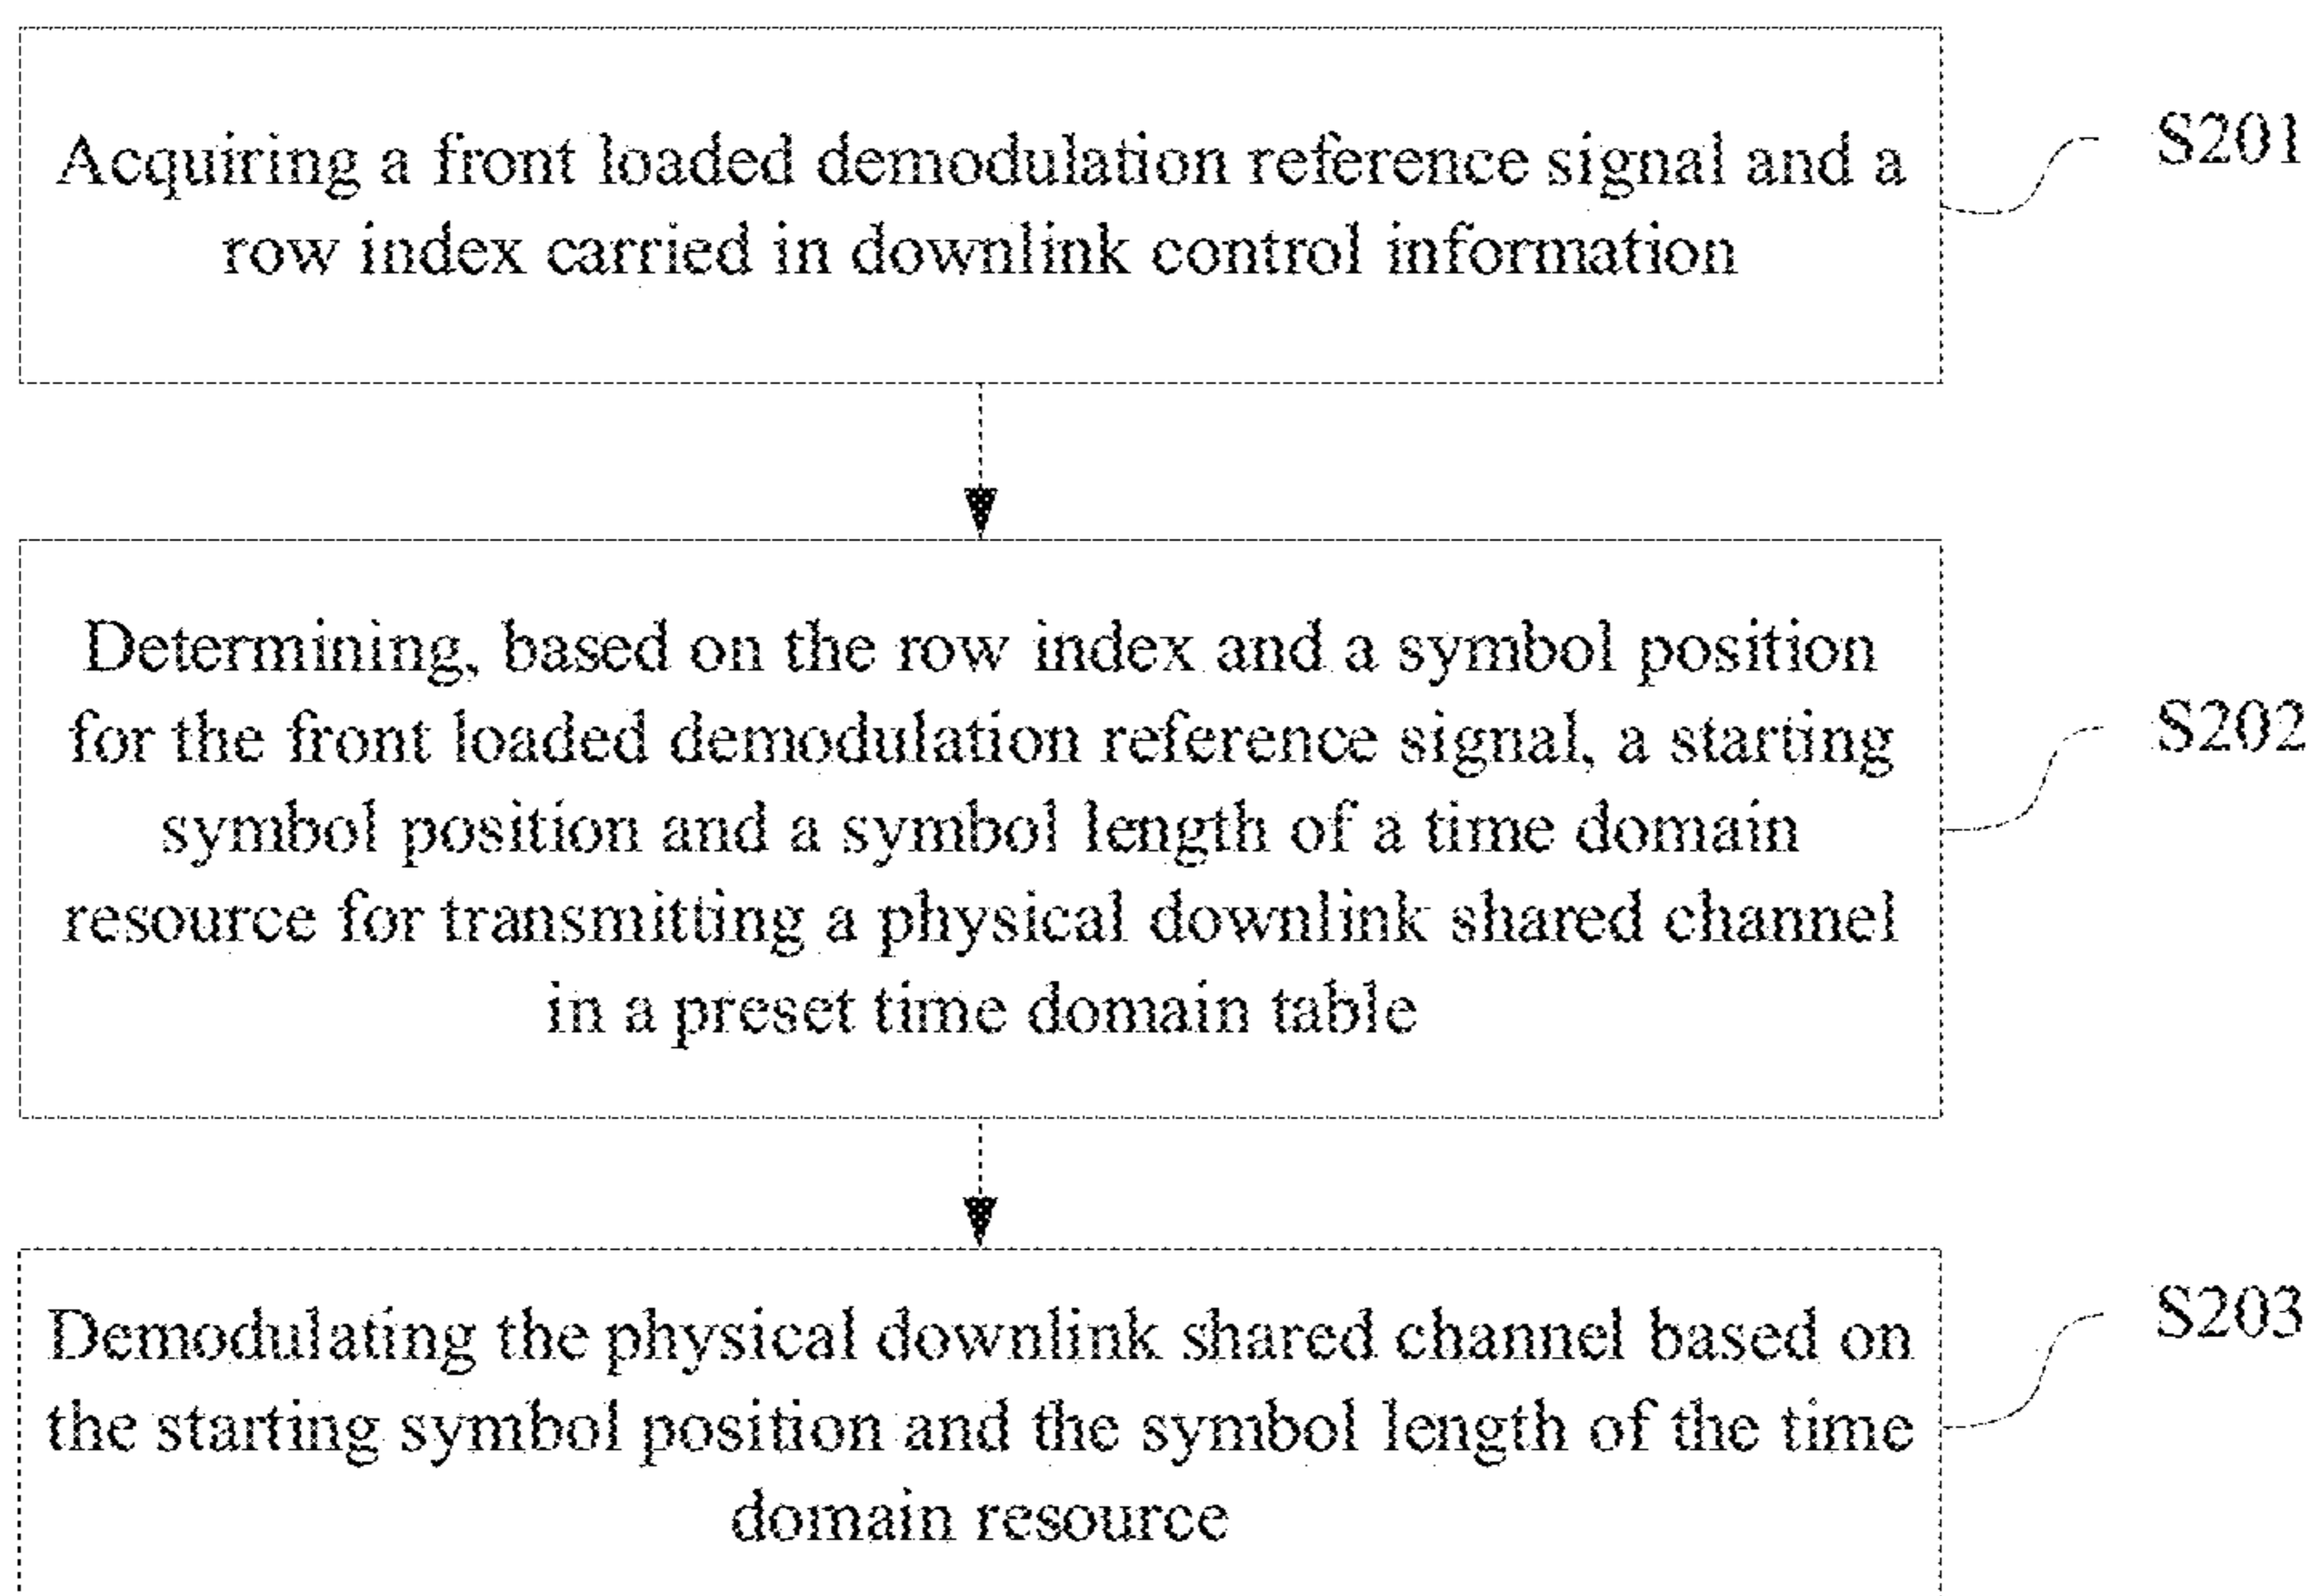 Acquiring a front loaded demodulation reference signal and a
row index carried in downlink control information
S201
Determining, based on the row index and a symbol position
for the front loaded demodulation reference signal, a starting
symbol position and a symbol length of a time domain
resource for transmitting a physical downlink shared channel
in a preset time domain table
S202
Demodulating the physical downlink shared channel based on
the starting symbol position and the symbol length of the time
domain resource
S203